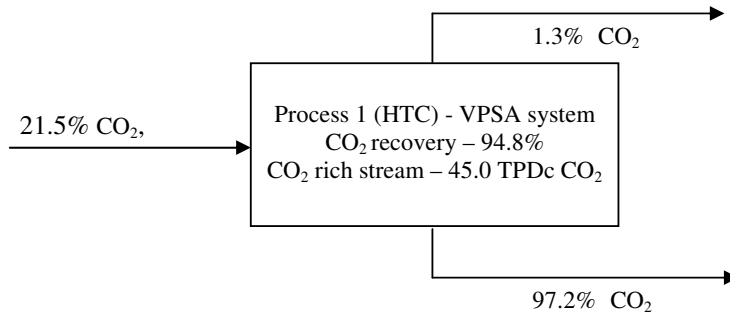 1.3% CO₂
21.5% CO₂,
Process 1 (HTC) - VPSA system
CO₂ recovery – 94.8%
CO₂ rich stream – 45.0 TPDc CO₂
97.2% CO₂